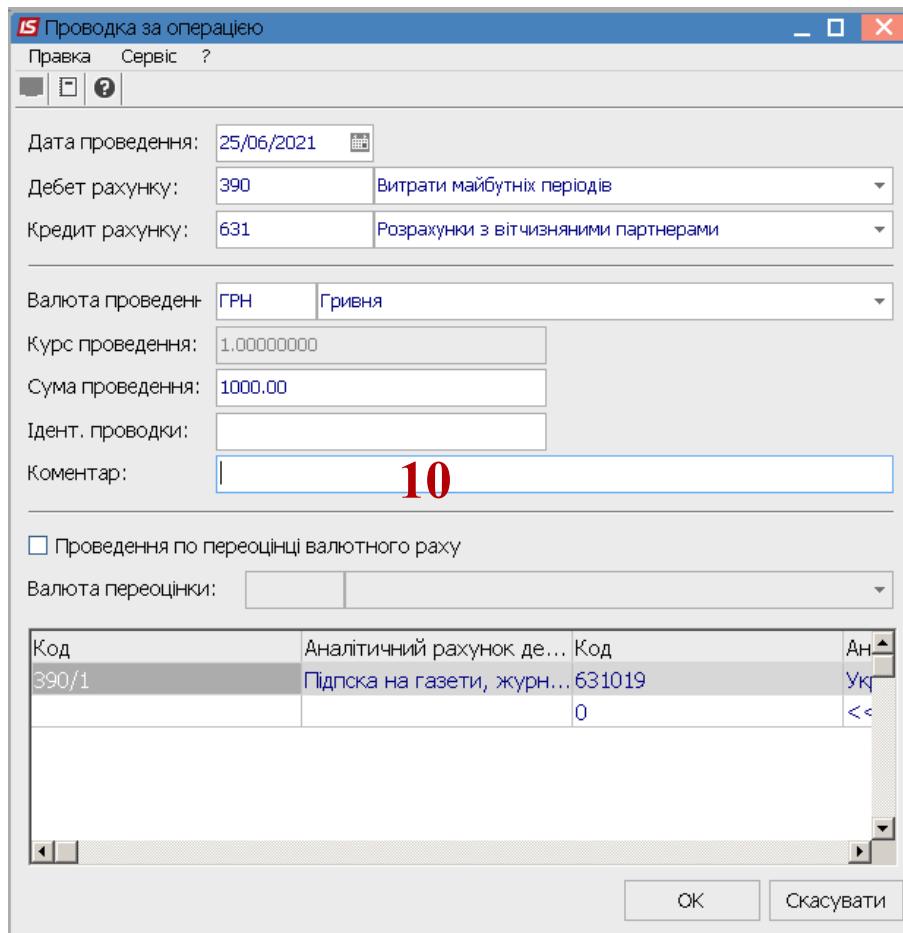 IS Проводка за операцією
Правка Сервіс ?
Дата проведення: 25/06/2021
Дебет рахунку: 390 Витрати майбутніх періодів
Кредит рахунку: 631 Розрахунки з вітчизняними партнерами
Валюта проведенн ГРН Гривня
Курс проведення: 1.00000000
Сума проведення: 1000.00
Ідент. проводки:
Коментар: 10
Проведення по переоцінці валютного раху
Валюта переоцінки:
Код Аналітичний рахунок де... Код Ан
390/1 Підпска на газети, журн... 631019 Укр
0 <<
OK Скасувати